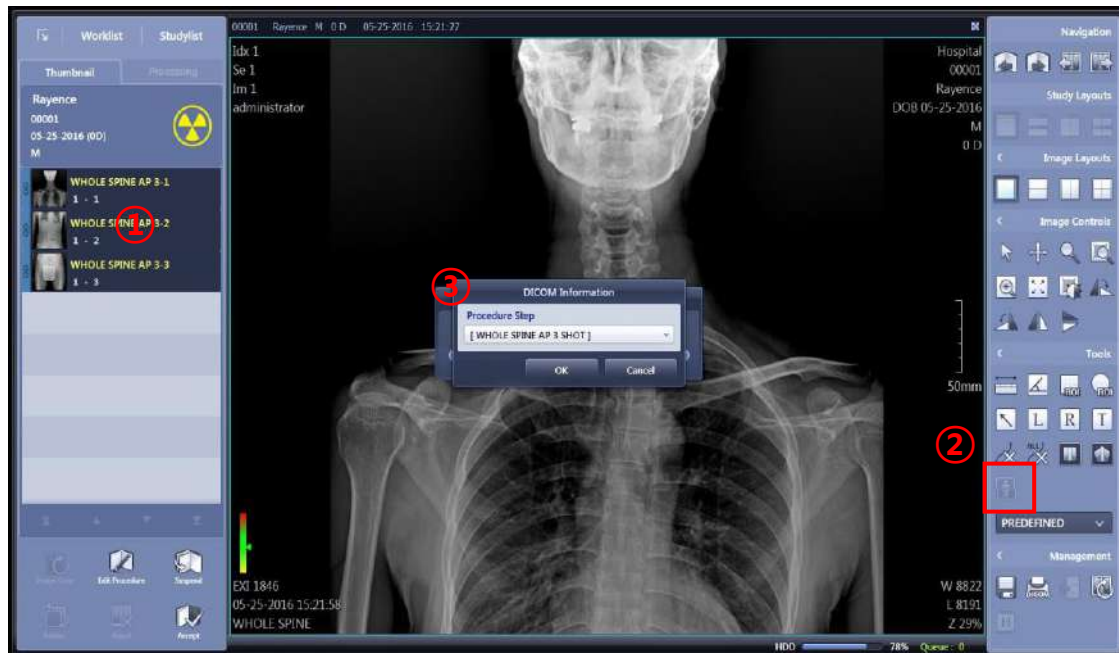 Worklist Studylist
Thumbnail Processing
Rayence
00001
05-25-2016 (0D)
M
WHOLE SPINE AP 3-1
1 - 1
WHOLE SPINE AP 3-2
1 - 2
WHOLE SPINE AP 3-3
1 - 3
①
Edit Procedure Suspend
Accept
00001 Rayence M 0 D 05-25-2016 15:21:27
Idx 1
Se 1
Im 1
administrator
Hospital
00001
Rayence
DOB 05-25-2016
M
0 D
③
DICOM Information
Procedure Step
[ WHOLE SPINE AP 3 SHOT ]
OK Cancel
50mm
②
EXI 1846
05-25-2016 15:21:58
WHOLE SPINE
W 8822
L 8191
Z 29%
HDD 78% Queue : 0
Navigation
Study Layouts
Image Layouts
Image Controls
Tools
ROI ROI
L R T
ALL
PREDEFINED
Management
DICOM